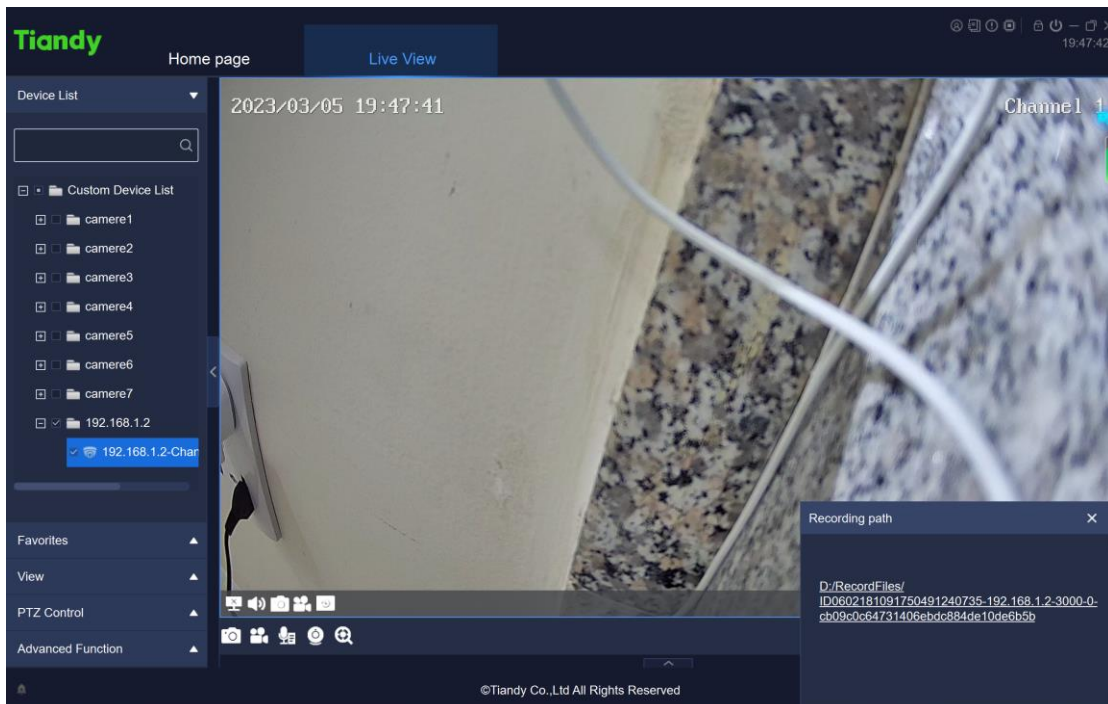 Tiandy
Home page
Live View
19:47:42
Device List
Custom Device List
camere1
camere2
camere3
camere4
camere5
camere6
camere7
192.168.1.2
192.168.1.2-Chan
Favorites
View
PTZ Control
Advanced Function
2023/03/05 19:47:41
Channel 1
Recording path
D:/RecordFiles/
ID0602181091750491240735-192.168.1.2-3000-0-
cb09c0c64731406ebdc884de10de6b5b
©Tiandy Co.,Ltd All Rights Reserved